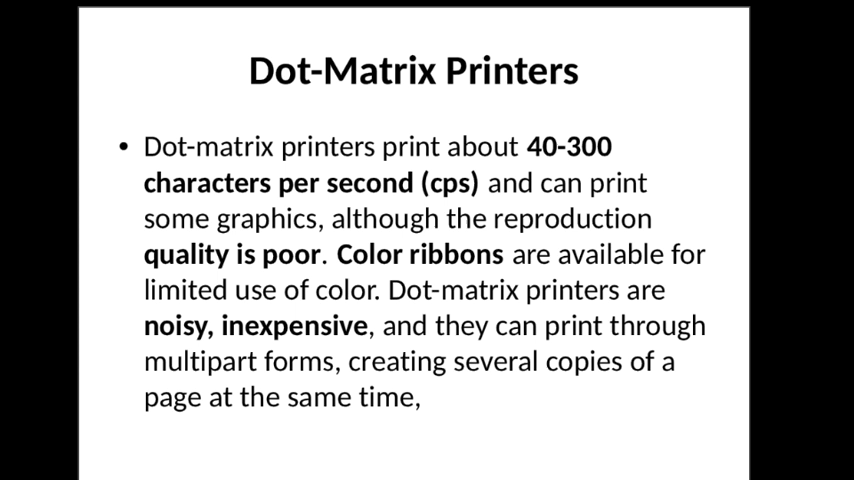 Dot-Matrix Printers
• Dot-matrix printers print about 40-300
characters per second (cps) and can print
some graphics, although the reproduction
quality is poor. Color ribbons are available for
limited use of color. Dot-matrix printers are
noisy, inexpensive, and they can print through
multipart forms, creating several copies of a
page at the same time,